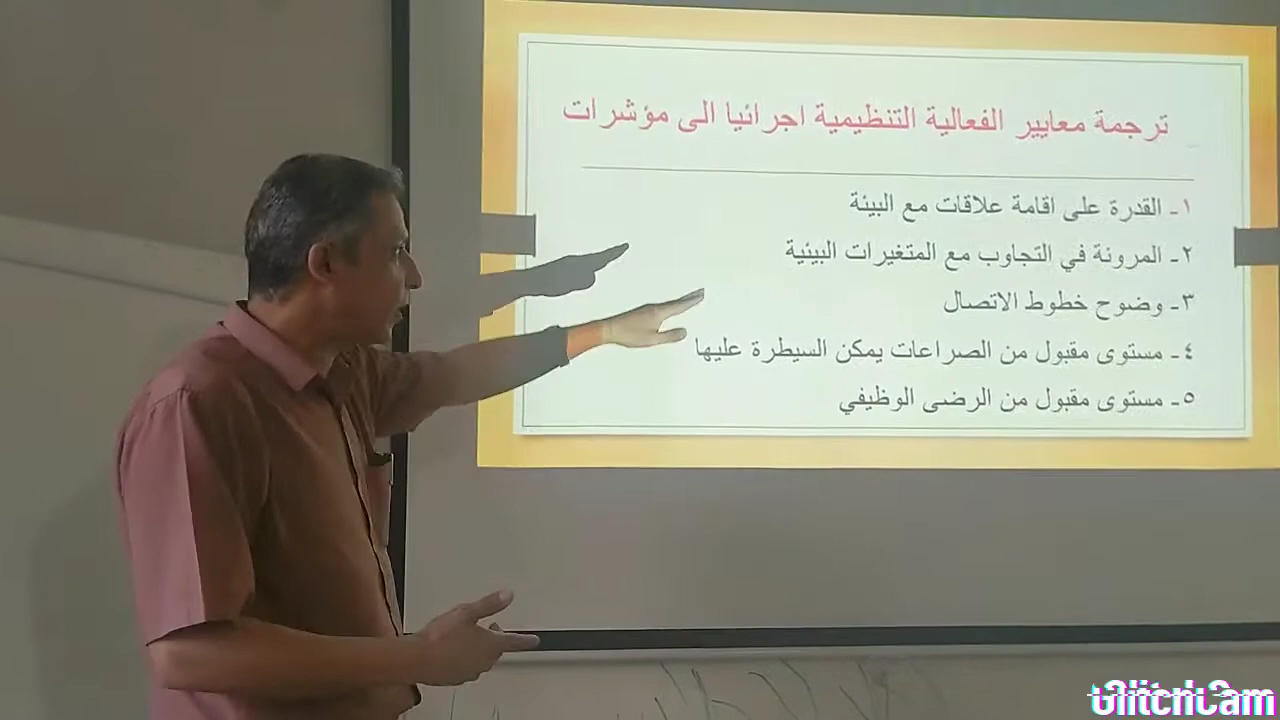 ترجمة معايير الفعالية التنظيمية اجرائيا الى مؤشرات
١- القدرة على اقامة علاقات مع البيئة
٢- المرونة في التجاوب مع المتغيرات البيئية
٣- وضوح خطوط الاتصال
٤- مستوى مقبول من الصراعات يمكن السيطرة عليها
٥- مستوى مقبول من الرضى الوظيفي
GlitchCam